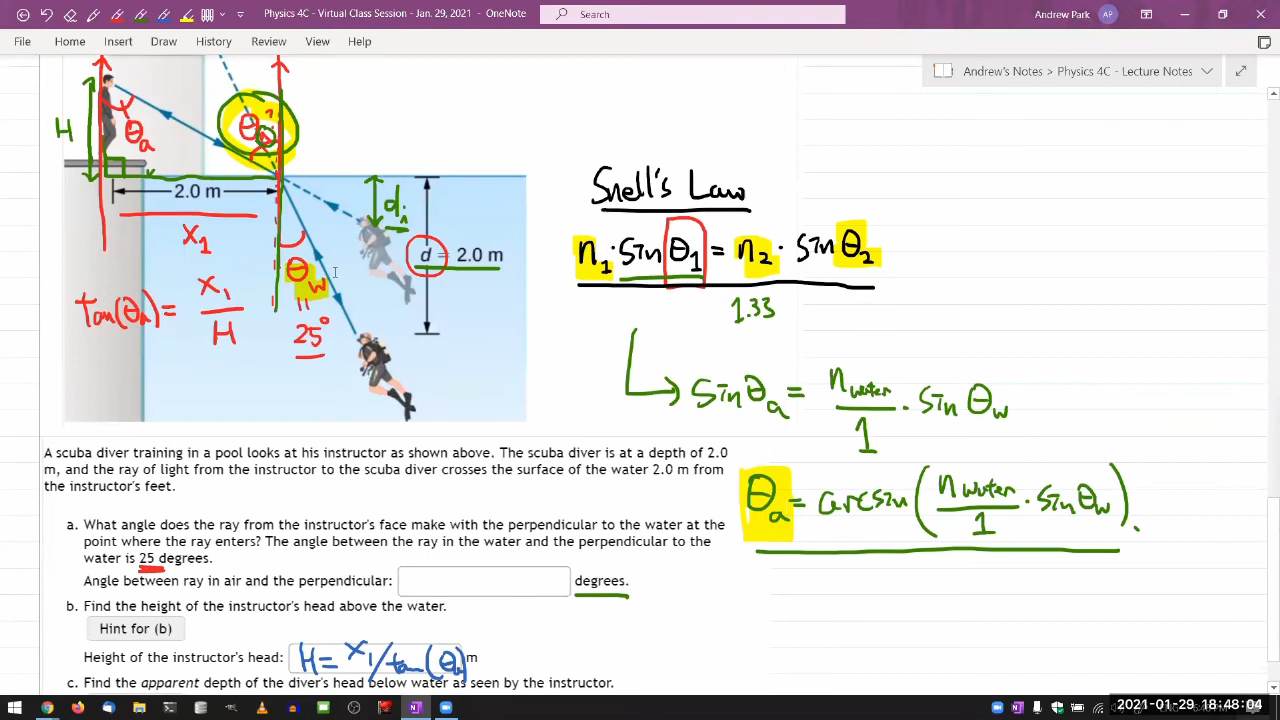 Physics 4C - Virtual Class Session - Jan. 29, 2021 - OneNote
Search
Andrew Park
AP
File Home Insert Draw History Review View
Andrew's Notes > Physics 4C - Lecture Notes
H
θa
θa
?
2.0 m
x1
di
d = 2.0 m
θw
=
25°
tan(θa) = x1 / H
Snell's Law
n1 · sin θ1 = n2 · sin θ2
1.33
sin θa = nwater / 1 · sin θw
θa = arcsin ( nwater / 1 · sin θw ).
A scuba diver training in a pool looks at his instructor as shown above. The scuba diver is at a depth of 2.0
m, and the ray of light from the instructor to the scuba diver crosses the surface of the water 2.0 m from
the instructor's feet.
a. What angle does the ray from the instructor's face make with the perpendicular to the water at the
point where the ray enters? The angle between the ray in the water and the perpendicular to the
water is 25 degrees.
Angle between ray in air and the perpendicular: degrees.
b. Find the height of the instructor's head above the water.
Hint for (b)
Height of the instructor's head: H = x1/tan(θa) m
c. Find the apparent depth of the diver's head below water as seen by the instructor.
2021-01-29 18:48:04